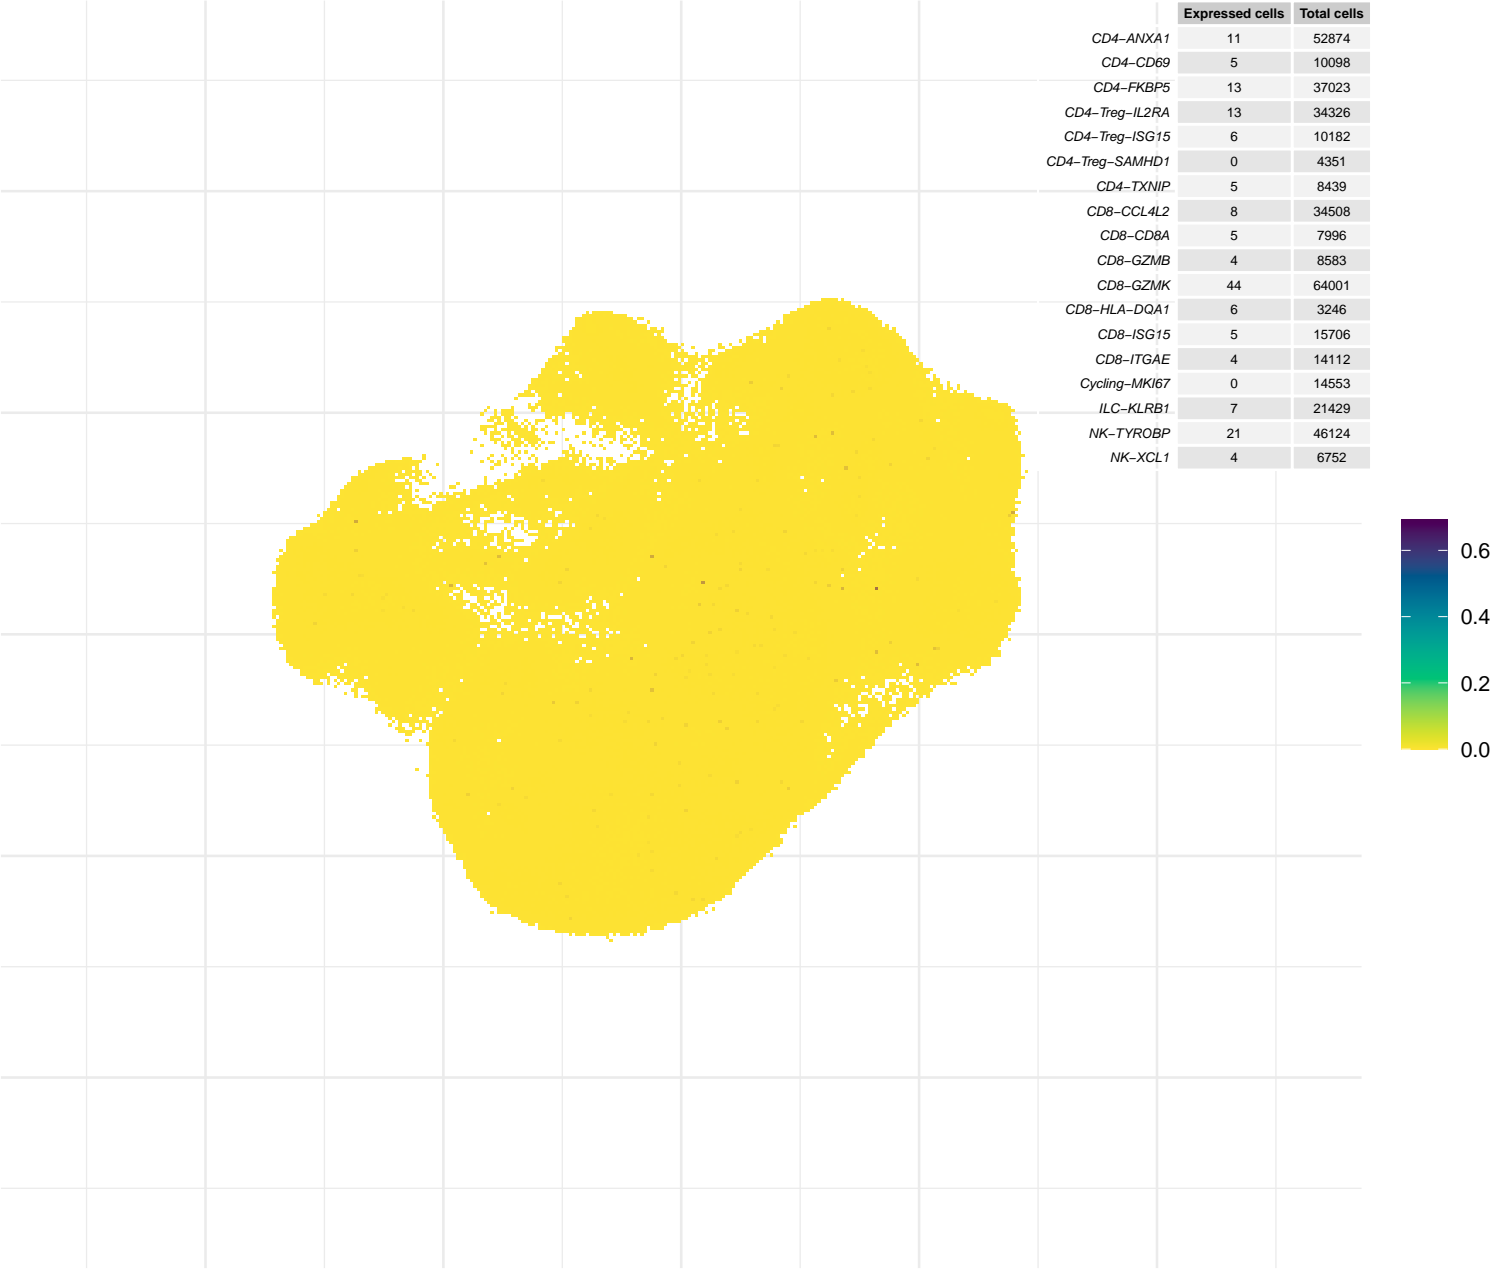 Expressed cells Total cells
CD4−ANXA1 11 52874
CD4−CD69 5 10098
CD4−FKBP5 13 37023
CD4−Treg−IL2RA 13 34326
CD4−Treg−ISG15 6 10182
CD4−Treg−SAMHD1 0 4351
CD4−TXNIP 5 8439
CD8−CCL4L2 8 34508
CD8−CD8A 5 7996
CD8−GZMB 4 8583
CD8−GZMK 44 64001
CD8−HLA−DQA1 6 3246
CD8−ISG15 5 15706
CD8−ITGAE 4 14112
Cycling−MKI67 0 14553
ILC−KLRB1 7 21429
NK−TYROBP 21 46124
NK−XCL1 4 6752
0.6
0.4
0.2
0.0